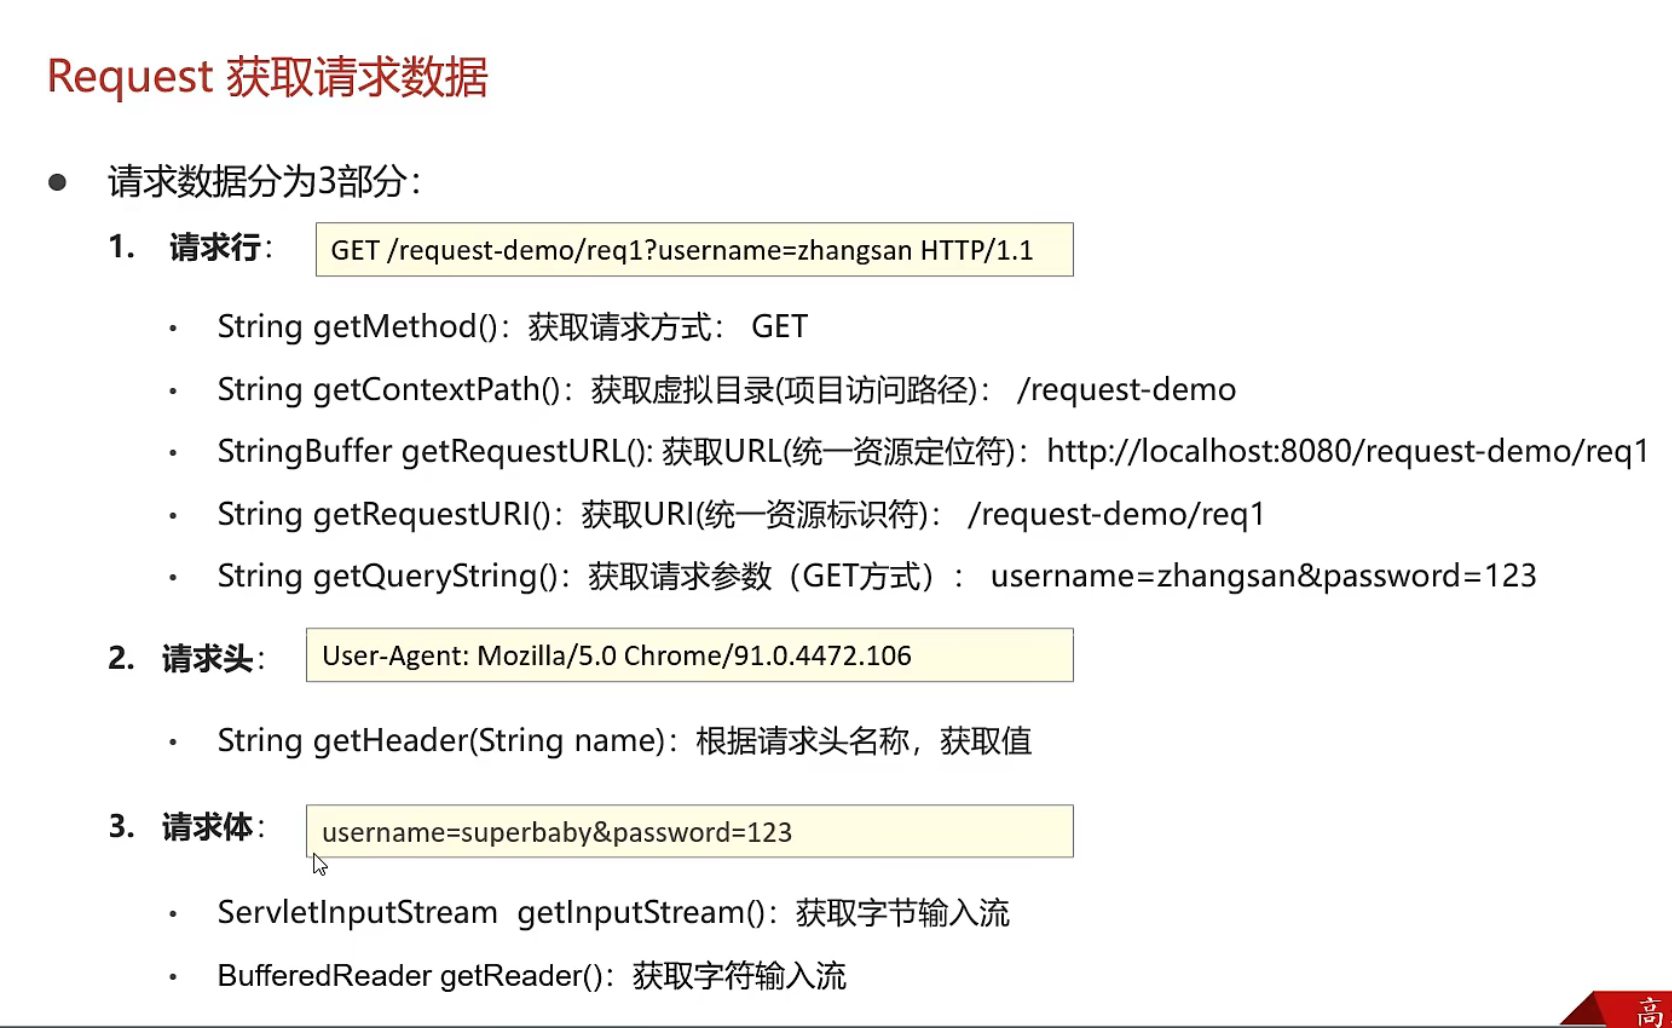 Request 获取请求数据
● 请求数据分为3部分：
1. 请求行： GET /request-demo/req1?username=zhangsan HTTP/1.1
• String getMethod()：获取请求方式： GET
• String getContextPath()：获取虚拟目录(项目访问路径)： /request-demo
• StringBuffer getRequestURL(): 获取URL(统一资源定位符)：http://localhost:8080/request-demo/req1
• String getRequestURI()：获取URI(统一资源标识符)： /request-demo/req1
• String getQueryString()：获取请求参数（GET方式）： username=zhangsan&password=123
2. 请求头： User-Agent: Mozilla/5.0 Chrome/91.0.4472.106
• String getHeader(String name)：根据请求头名称，获取值
3. 请求体： username=superbaby&password=123
• ServletInputStream getInputStream()：获取字节输入流
• BufferedReader getReader()：获取字符输入流
高